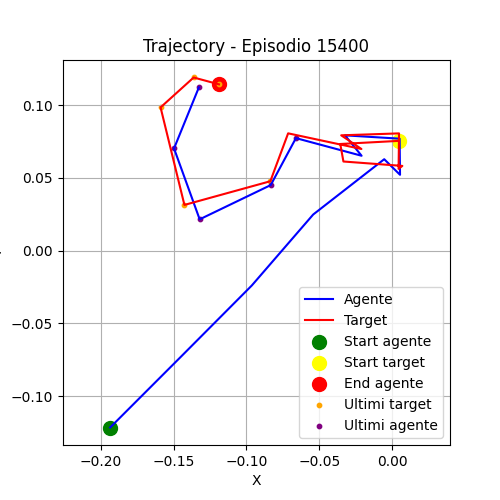 Trajectory - Episodio 15400
0.10
0.05
0.00
−0.05
−0.10
Agente
Target
Start agente
Start target
End agente
Ultimi target
Ultimi agente
−0.20
−0.15
−0.10
−0.05
0.00
X